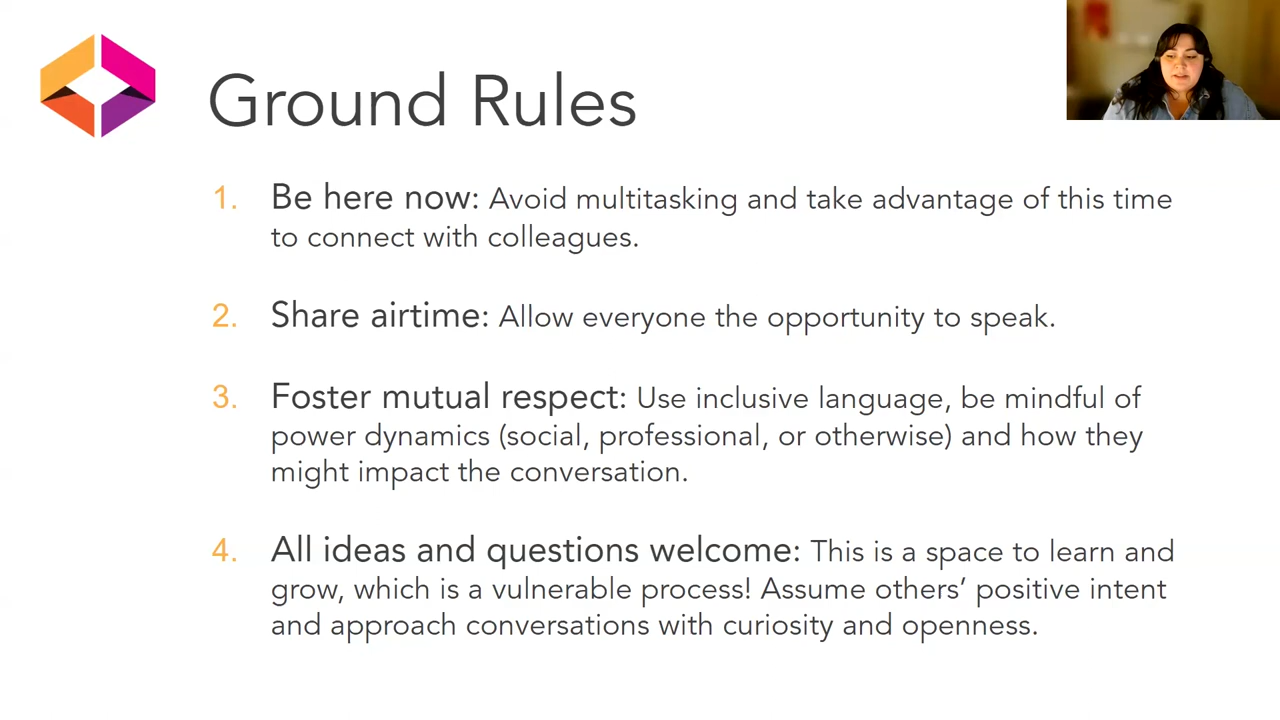 Ground Rules
1. Be here now: Avoid multitasking and take advantage of this time
to connect with colleagues.
2. Share airtime: Allow everyone the opportunity to speak.
3. Foster mutual respect: Use inclusive language, be mindful of
power dynamics (social, professional, or otherwise) and how they
might impact the conversation.
4. All ideas and questions welcome: This is a space to learn and
grow, which is a vulnerable process! Assume others’ positive intent
and approach conversations with curiosity and openness.